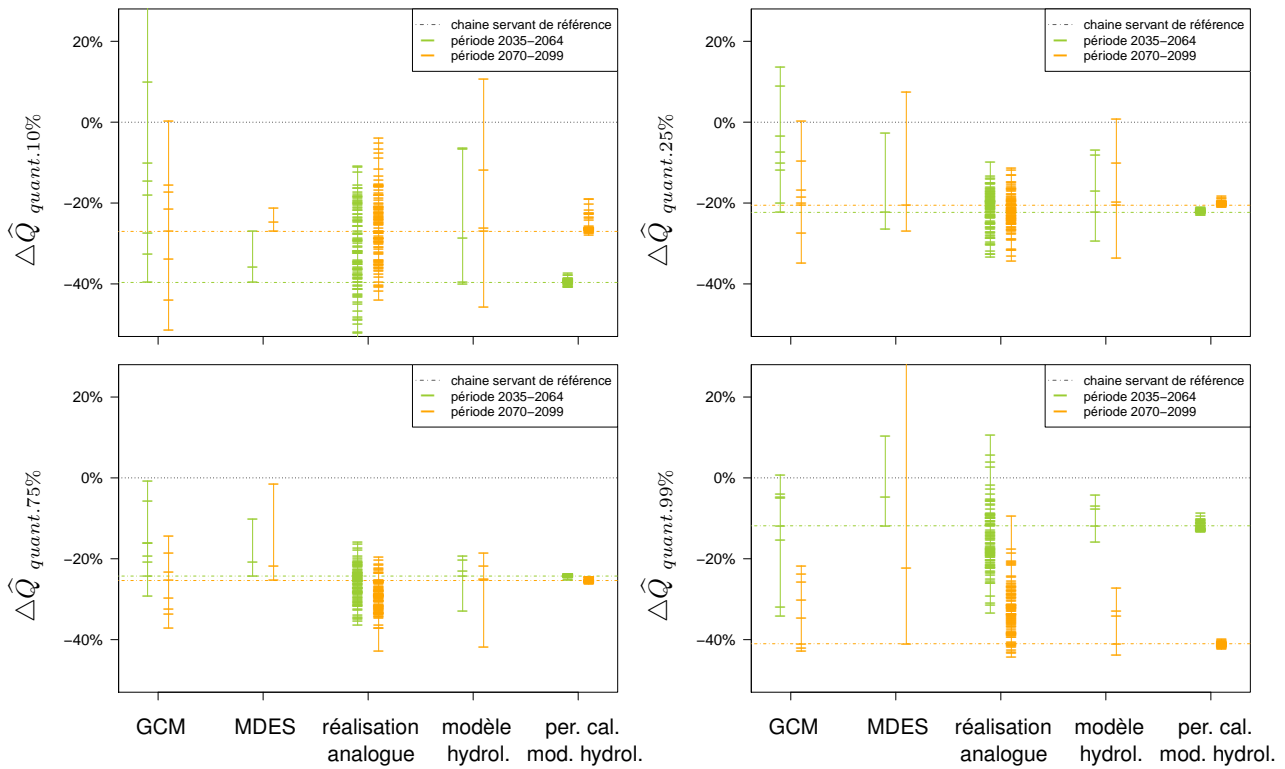 chaine servant de référence
période 2035−2064
période 2070−2099
20%
0%
−20%
−40%
△Q̂ quant.10%
chaine servant de référence
période 2035−2064
période 2070−2099
20%
0%
−20%
−40%
△Q̂ quant.25%
chaine servant de référence
période 2035−2064
période 2070−2099
20%
0%
−20%
−40%
△Q̂ quant.75%
chaine servant de référence
période 2035−2064
période 2070−2099
20%
0%
−20%
−40%
△Q̂ quant.99%
GCM
MDES
réalisation
analogue
modèle
hydrol.
per. cal.
mod. hydrol.
GCM
MDES
réalisation
analogue
modèle
hydrol.
per. cal.
mod. hydrol.